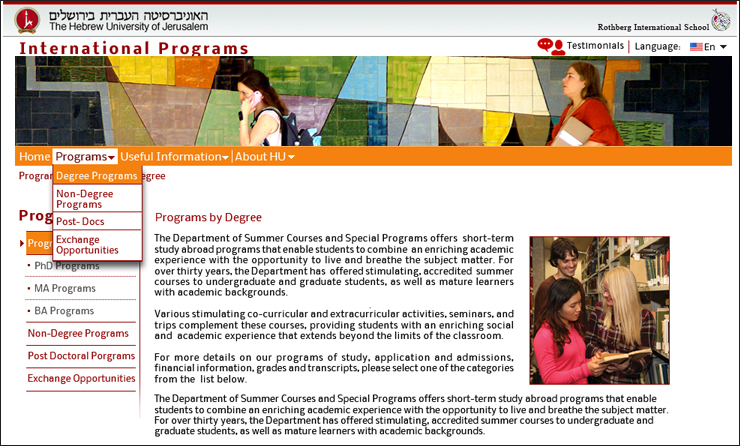 האוניברסיטה העברית בירושלים
The Hebrew University of Jerusalem
Rothberg International School
International Programs
Testimonials
Language:
En
Home
Programs
Useful Information
About HU
Degree Programs
Non-Degree
Programs
Post-Docs
Exchange
Opportunities
PhD Programs
MA Programs
BA Programs
Non-Degree Programs
Post Doctoral Porgrams
Exchange Opportunities
Programs by Degree
The Department of Summer Courses and Special Programs offers short-term
study abroad programs that enable students to combine an enriching academic
experience with the opportunity to live and breathe the subject matter. For
over thirty years, the Department has offered stimulating, accredited summer
courses to undergraduate and graduate students, as well as mature learners
with academic backgrounds.
Various stimulating co-curricular and extracurricular activities, seminars, and
trips complement these courses, providing students with an enriching social
and academic experience that extends beyond the limits of the classroom.
For more details on our programs of study, application and admissions,
financial information, grades and transcripts, please select one of the categories
from the list below.
The Department of Summer Courses and Special Programs offers short-term study abroad programs that enable
students to combine an enriching academic experience with the opportunity to live and breathe the subject matter.
For over thirty years, the Department has offered stimulating, accredited summer courses to undergraduate and
graduate students, as well as mature learners with academic backgrounds.